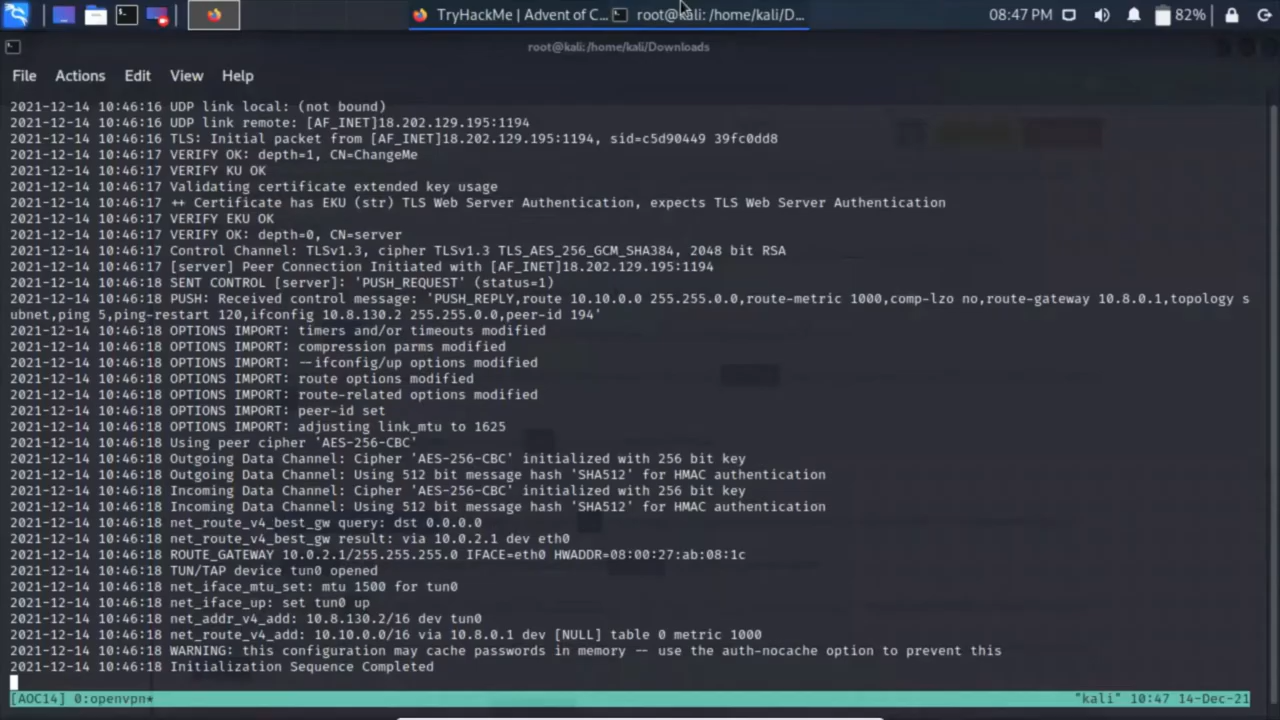 TryHackMe | Advent of C... root@kali: /home/kali/D... 08:47 PM 82%
root@kali: /home/kali/Downloads
File Actions Edit View Help
2021-12-14 10:46:16 UDP link local: (not bound)
2021-12-14 10:46:16 UDP link remote: [AF_INET]18.202.129.195:1194
2021-12-14 10:46:16 TLS: Initial packet from [AF_INET]18.202.129.195:1194, sid=c5d90449 39fc0dd8
2021-12-14 10:46:17 VERIFY OK: depth=1, CN=ChangeMe
2021-12-14 10:46:17 VERIFY KU OK
2021-12-14 10:46:17 Validating certificate extended key usage
2021-12-14 10:46:17 ++ Certificate has EKU (str) TLS Web Server Authentication, expects TLS Web Server Authentication
2021-12-14 10:46:17 VERIFY EKU OK
2021-12-14 10:46:17 VERIFY OK: depth=0, CN=server
2021-12-14 10:46:17 Control Channel: TLSv1.3, cipher TLSv1.3 TLS_AES_256_GCM_SHA384, 2048 bit RSA
2021-12-14 10:46:17 [server] Peer Connection Initiated with [AF_INET]18.202.129.195:1194
2021-12-14 10:46:18 SENT CONTROL [server]: 'PUSH_REQUEST' (status=1)
2021-12-14 10:46:18 PUSH: Received control message: 'PUSH_REPLY,route 10.10.0.0 255.255.0.0,route-metric 1000,comp-lzo no,route-gateway 10.8.0.1,topology s
ubnet,ping 5,ping-restart 120,ifconfig 10.8.130.2 255.255.0.0,peer-id 194'
2021-12-14 10:46:18 OPTIONS IMPORT: timers and/or timeouts modified
2021-12-14 10:46:18 OPTIONS IMPORT: compression parms modified
2021-12-14 10:46:18 OPTIONS IMPORT: --ifconfig/up options modified
2021-12-14 10:46:18 OPTIONS IMPORT: route options modified
2021-12-14 10:46:18 OPTIONS IMPORT: route-related options modified
2021-12-14 10:46:18 OPTIONS IMPORT: peer-id set
2021-12-14 10:46:18 OPTIONS IMPORT: adjusting link_mtu to 1625
2021-12-14 10:46:18 Using peer cipher 'AES-256-CBC'
2021-12-14 10:46:18 Outgoing Data Channel: Cipher 'AES-256-CBC' initialized with 256 bit key
2021-12-14 10:46:18 Outgoing Data Channel: Using 512 bit message hash 'SHA512' for HMAC authentication
2021-12-14 10:46:18 Incoming Data Channel: Cipher 'AES-256-CBC' initialized with 256 bit key
2021-12-14 10:46:18 Incoming Data Channel: Using 512 bit message hash 'SHA512' for HMAC authentication
2021-12-14 10:46:18 net_route_v4_best_gw query: dst 0.0.0.0
2021-12-14 10:46:18 net_route_v4_best_gw result: via 10.0.2.1 dev eth0
2021-12-14 10:46:18 ROUTE_GATEWAY 10.0.2.1/255.255.255.0 IFACE=eth0 HWADDR=08:00:27:ab:08:1c
2021-12-14 10:46:18 TUN/TAP device tun0 opened
2021-12-14 10:46:18 net_iface_mtu_set: mtu 1500 for tun0
2021-12-14 10:46:18 net_iface_up: set tun0 up
2021-12-14 10:46:18 net_addr_v4_add: 10.8.130.2/16 dev tun0
2021-12-14 10:46:18 net_route_v4_add: 10.10.0.0/16 via 10.8.0.1 dev [NULL] table 0 metric 1000
2021-12-14 10:46:18 WARNING: this configuration may cache passwords in memory -- use the auth-nocache option to prevent this
2021-12-14 10:46:18 Initialization Sequence Completed
[AOC14] 0:openvpn* "kali" 10:47 14-Dec-21